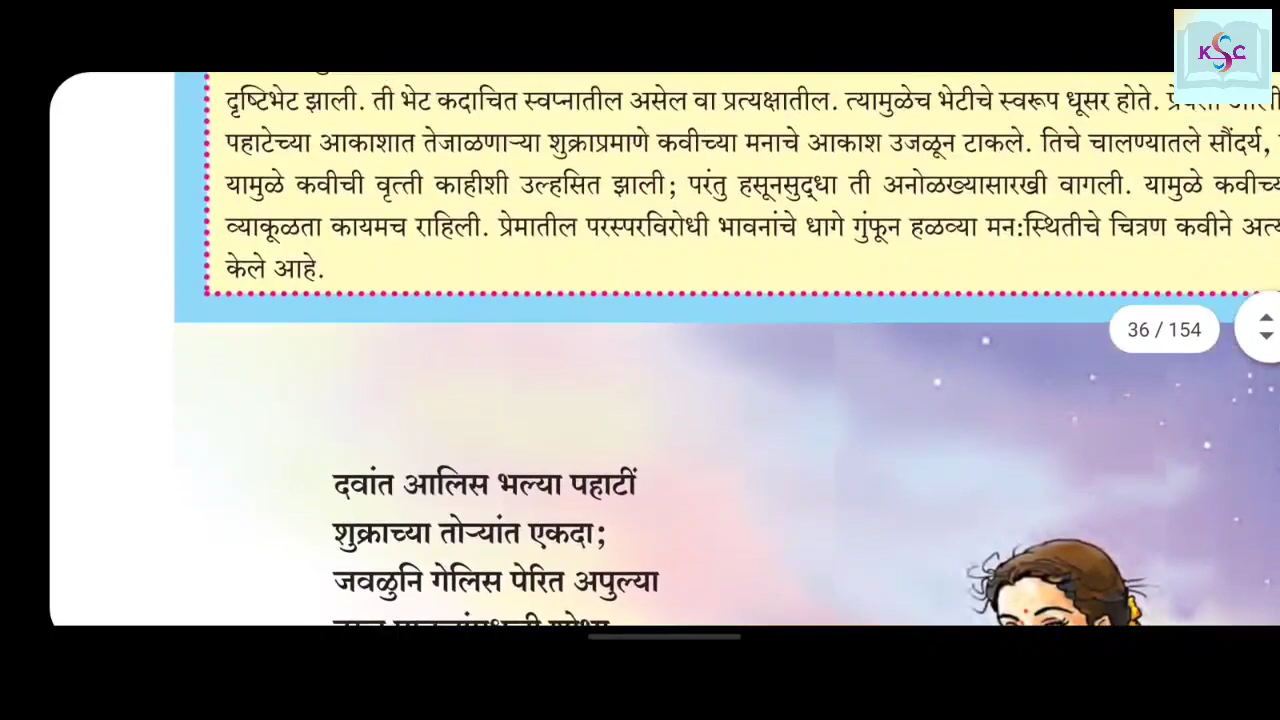 KSC
दृष्टिभेट झाली. ती भेट कदाचित स्वप्नातील असेल वा प्रत्यक्षातील. त्यामुळेच भेटीचे स्वरूप धूसर होते.
पहाटेच्या आकाशात तेजाळणाऱ्या शुक्राप्रमाणे कवीच्या मनाचे आकाश उजळून टाकले. तिचे चालण्यातले सौंदर्य,
यामुळे कवीची वृत्ती काहीशी उल्हसित झाली; परंतु हसूनसुद्धा ती अनोळख्यासारखी वागली. यामुळे
व्याकूळता कायमच राहिली. प्रेमातील परस्परविरोधी भावनांचे धागे गुंफून हळव्या मन:स्थितीचे चित्रण कवीने
केले आहे.
36 / 154
दवांत आलिस भल्या पहाटीं
शुक्राच्या तोऱ्यांत एकदा;
जवळुनि गेलिस पेरित अपुल्या